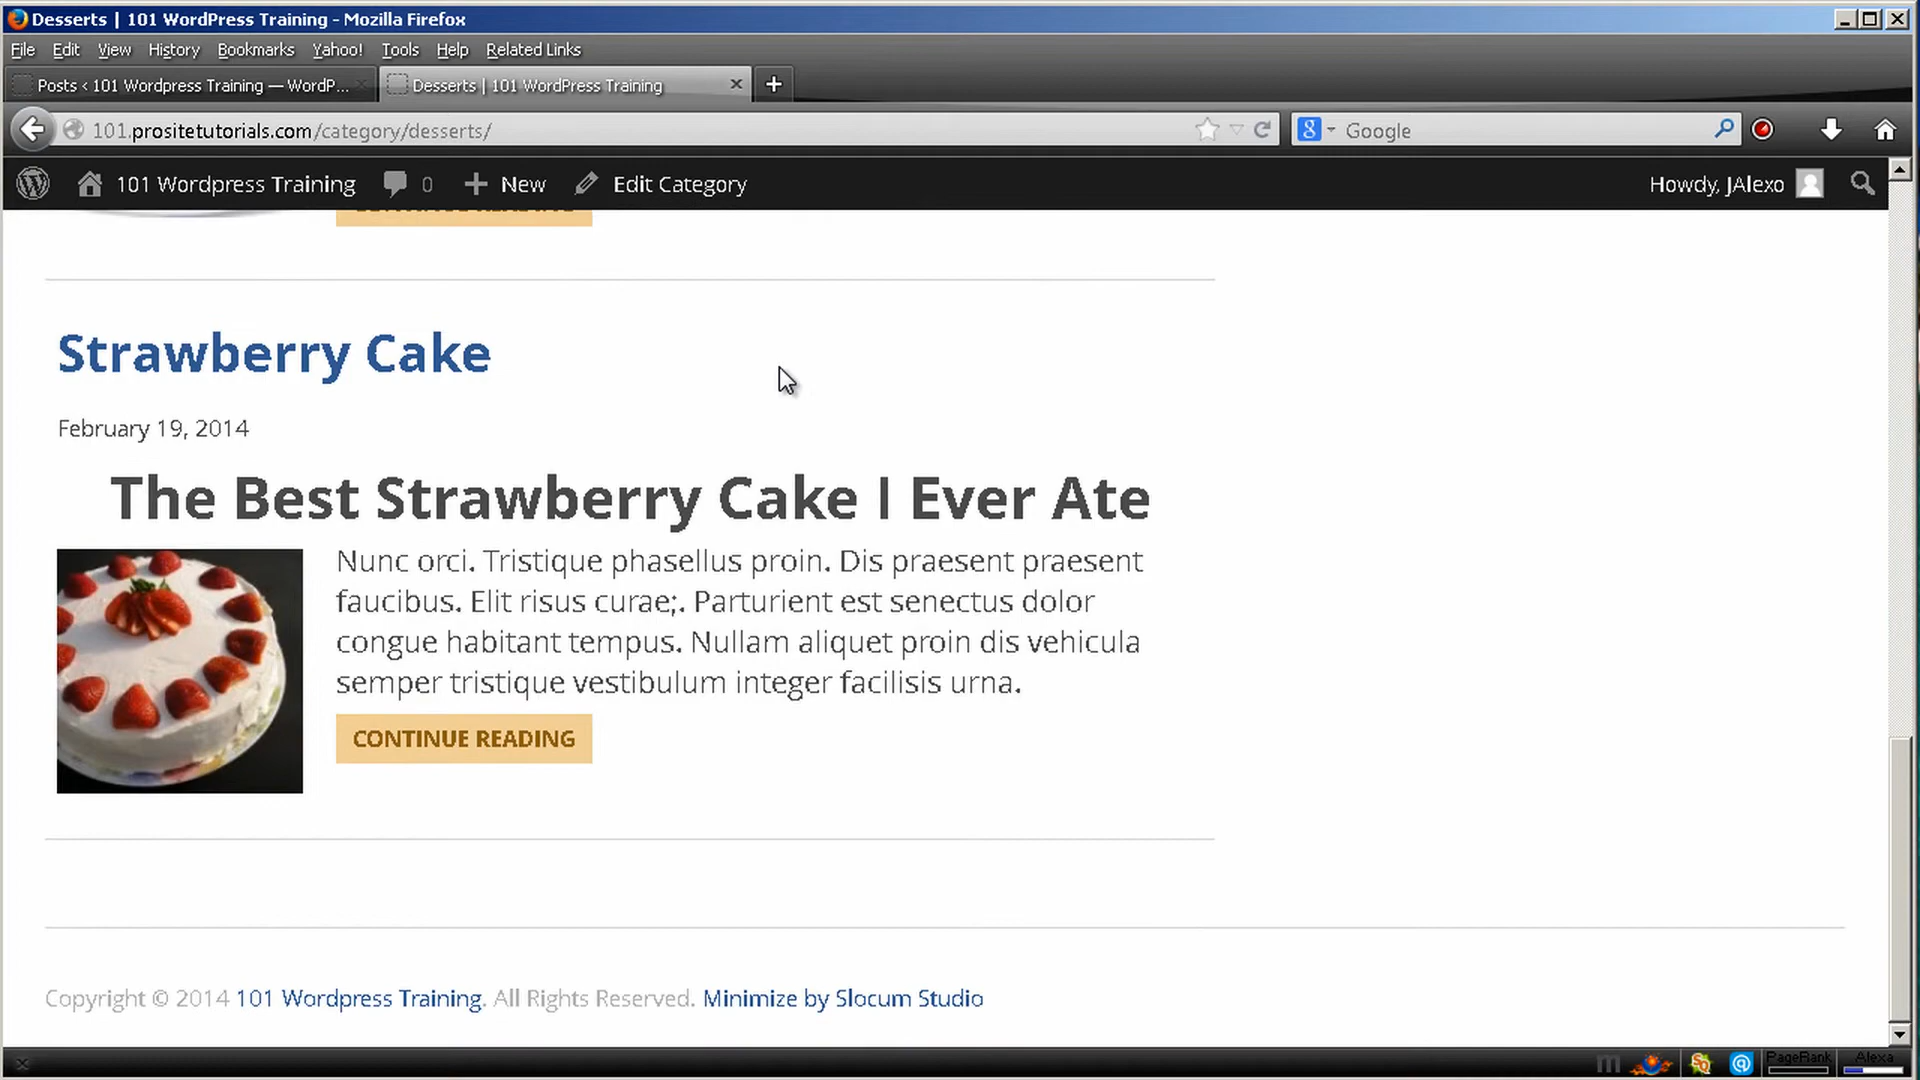 Desserts | 101 WordPress Training - Mozilla Firefox
File Edit View History Bookmarks Yahoo! Tools Help Related Links
Posts < 101 Wordpress Training — WordP... Desserts | 101 WordPress Training
101.prositetutorials.com/category/desserts/ Google
101 Wordpress Training 0 New Edit Category Howdy, JAlexo
CONTINUE READING
Strawberry Cake
February 19, 2014
The Best Strawberry Cake I Ever Ate
Nunc orci. Tristique phasellus proin. Dis praesent praesent
faucibus. Elit risus curae;. Parturient est senectus dolor
congue habitant tempus. Nullam aliquet proin dis vehicula
semper tristique vestibulum integer facilisis urna.
CONTINUE READING
Copyright © 2014 101 Wordpress Training. All Rights Reserved. Minimize by Slocum Studio
PageRank Alexa